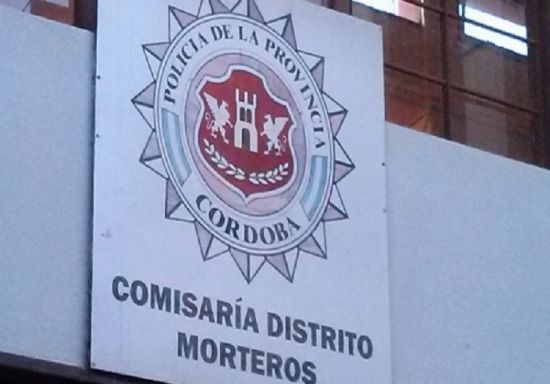 POLICIA DE LA PROVINCIA
CORDOBA
COMISARÍA DISTRITO
MORTEROS